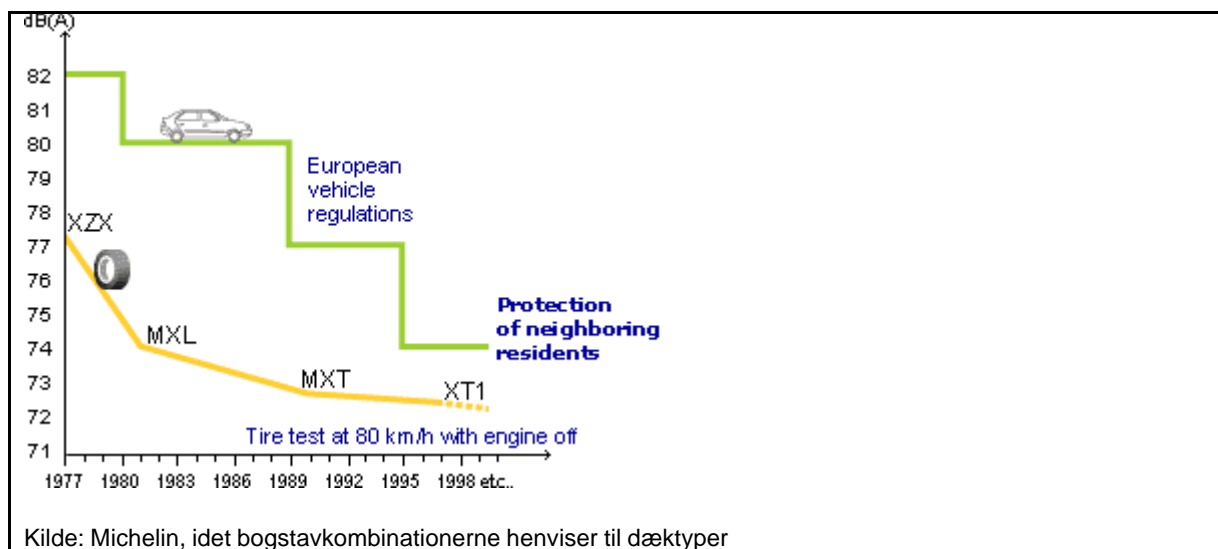 dB(A)
82
81
80
79
78
77
76
75
74
73
72
71
XZX
MXL
MXT
XT1
European
vehicle
regulations
Protection
of neighboring
residents
Tire test at 80 km/h with engine off
1977 1980 1983 1986 1989 1992 1995 1998 etc..
Kilde: Michelin, idet bogstavkombinationerne henviser til dæktyper